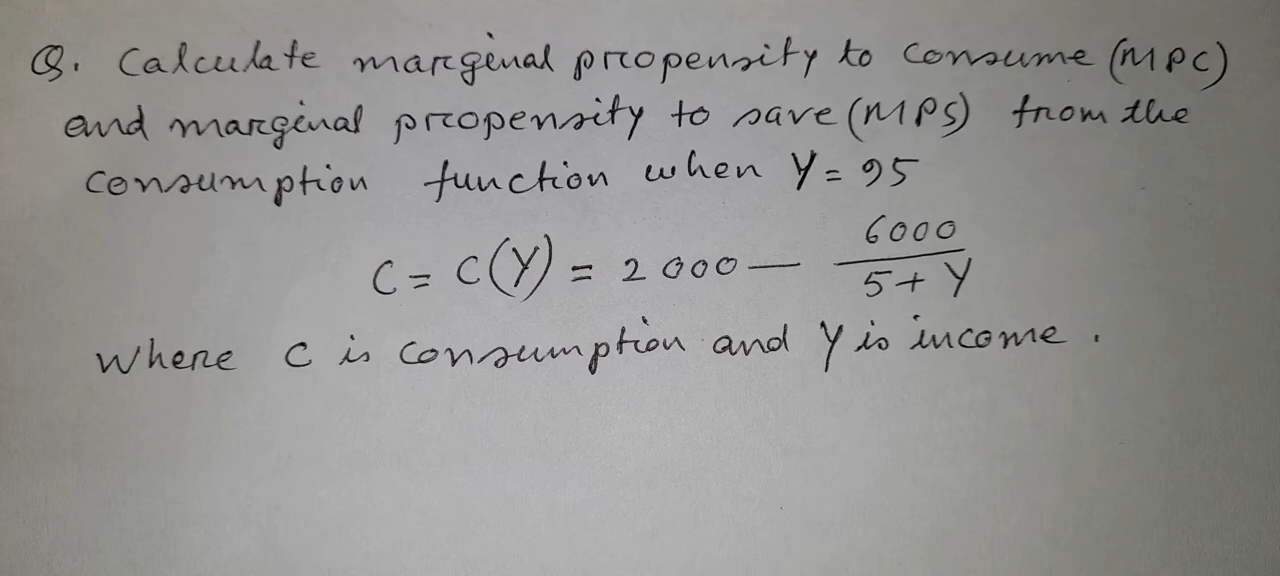 Q. Calculate marginal propensity to consume (MPC)
and marginal propensity to save (MPS) from the
consumption function when Y = 95
C = C(Y) = 2000 - 6000 / 5 + Y
Where C is consumption and Y is income.